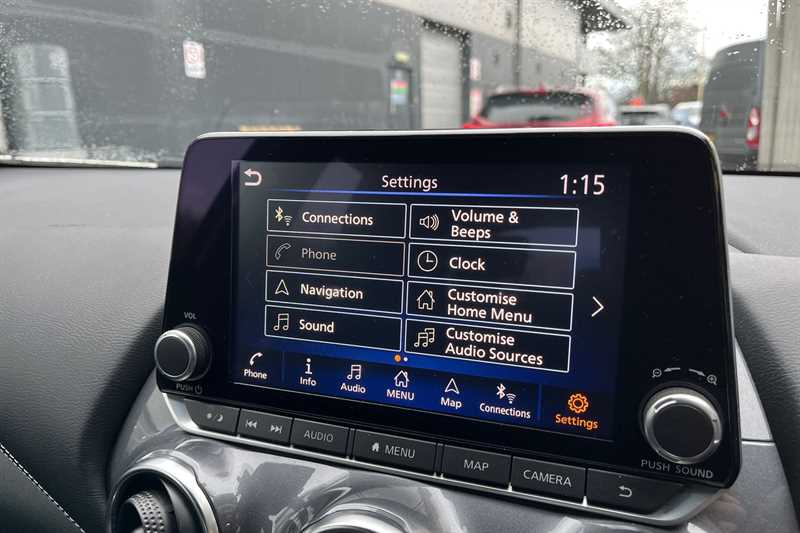 Settings
1:15
Connections
Volume &
Beeps
Phone
Clock
Navigation
Customise
Home Menu
Sound
Customise
Audio Sources
Phone
Info
Audio
MENU
Map
Connections
Settings
VOL
PUSH
AUDIO
MENU
MAP
CAMERA
PUSH SOUND